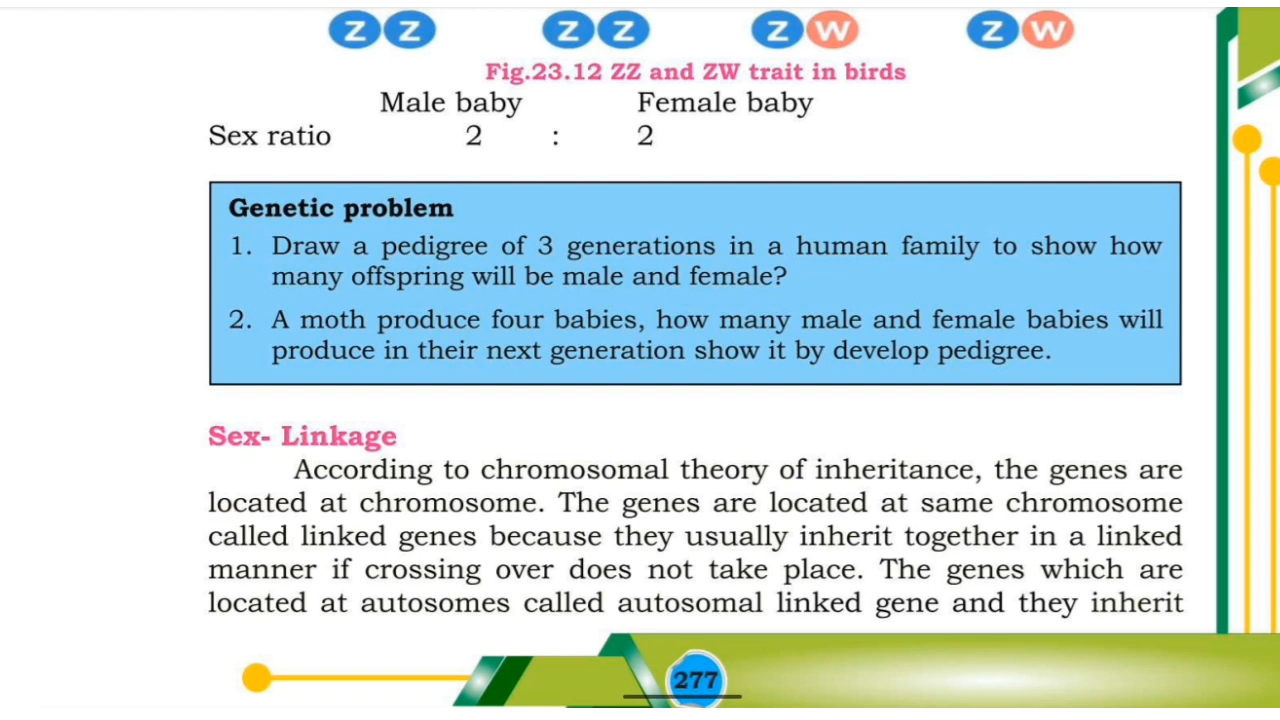 Z Z Z Z Z W Z W
Fig.23.12 ZZ and ZW trait in birds
Male baby Female baby
Sex ratio 2 : 2
Genetic problem
1. Draw a pedigree of 3 generations in a human family to show how
many offspring will be male and female?
2. A moth produce four babies, how many male and female babies will
produce in their next generation show it by develop pedigree.
Sex- Linkage
According to chromosomal theory of inheritance, the genes are
located at chromosome. The genes are located at same chromosome
called linked genes because they usually inherit together in a linked
manner if crossing over does not take place. The genes which are
located at autosomes called autosomal linked gene and they inherit
277